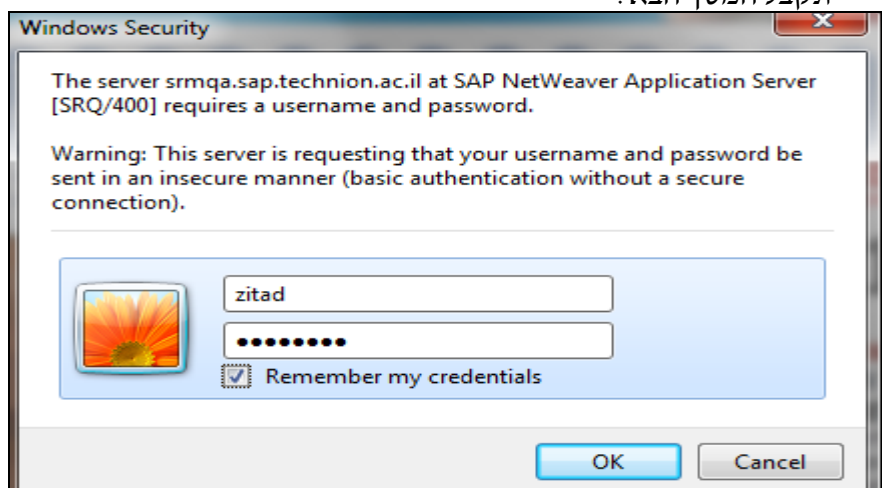 Windows Security
The server srmqa.sap.technion.ac.il at SAP NetWeaver Application Server
[SRQ/400] requires a username and password.
Warning: This server is requesting that your username and password be
sent in an insecure manner (basic authentication without a secure
connection).
zitad
••••••••
Remember my credentials
OK
Cancel